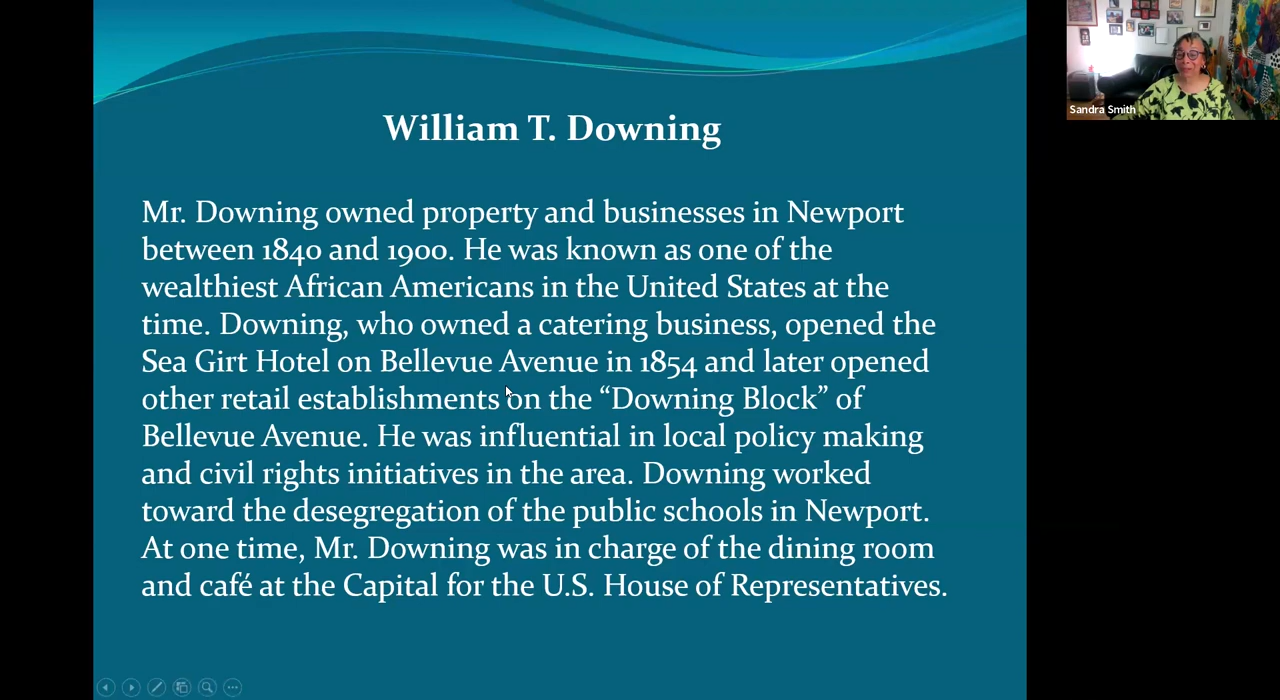 William T. Downing
Mr. Downing owned property and businesses in Newport
between 1840 and 1900. He was known as one of the
wealthiest African Americans in the United States at the
time. Downing, who owned a catering business, opened the
Sea Girt Hotel on Bellevue Avenue in 1854 and later opened
other retail establishments on the “Downing Block” of
Bellevue Avenue. He was influential in local policy making
and civil rights initiatives in the area. Downing worked
toward the desegregation of the public schools in Newport.
At one time, Mr. Downing was in charge of the dining room
and café at the Capital for the U.S. House of Representatives.
Sandra Smith